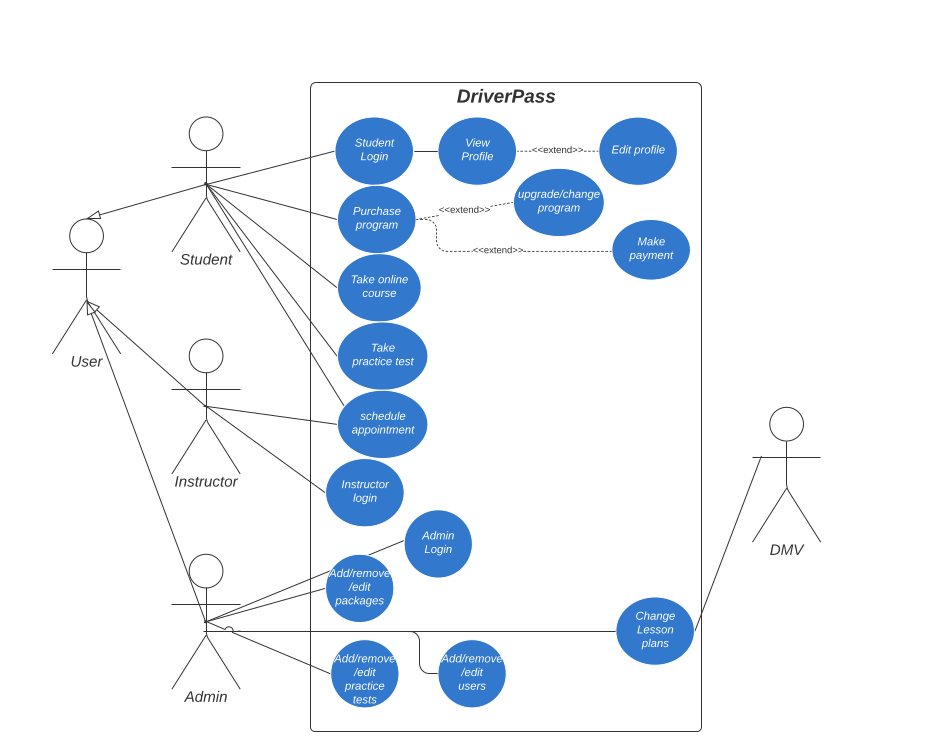 DriverPass
Student
Login
View
Profile
<<extend>>
Edit profile
upgrade/change
program
Purchase
program
<<extend>>
<<extend>>
Make
payment
Student
Take online
course
User
Take
practice test
schedule
appointment
Instructor
Instructor
login
Admin
Login
DMV
Add/remove
/edit
packages
Change
Lesson
plans
Add/remove
/edit
practice
tests
Add/remove
/edit
users
Admin